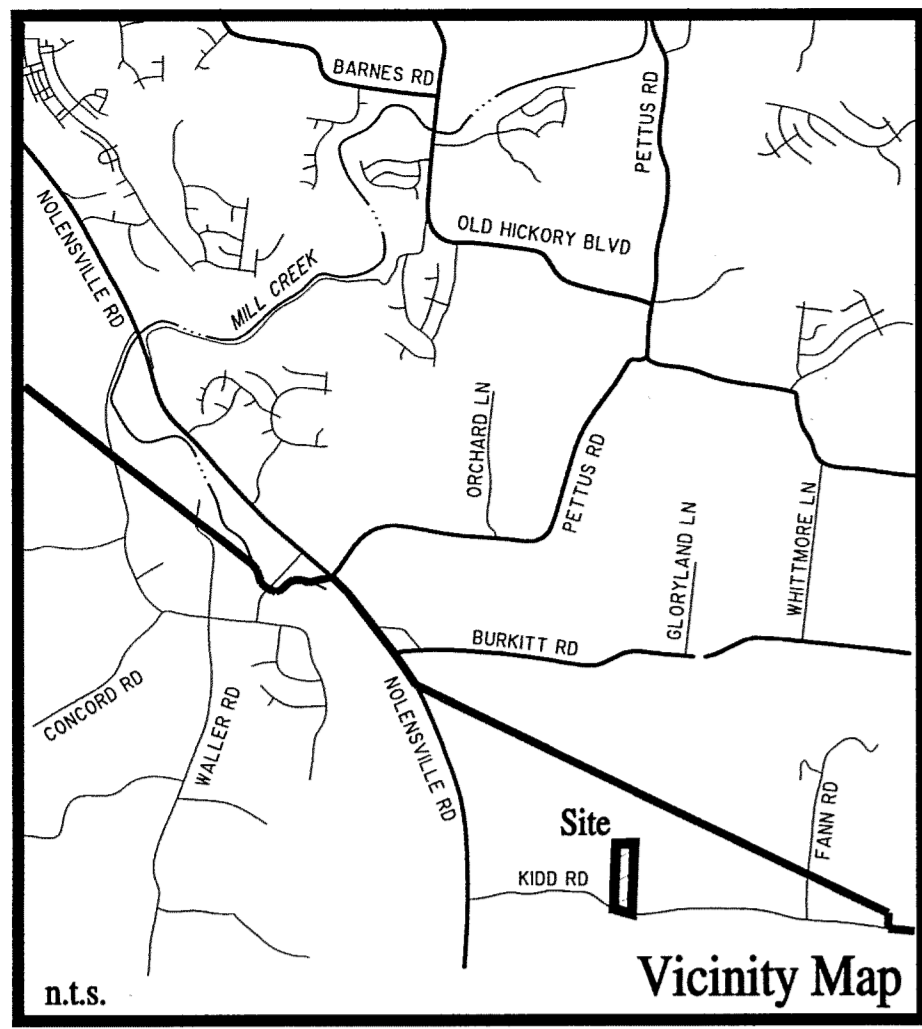 BARNES RD
PETTUS RD
NOLENSVILLE RD
OLD HICKORY BLVD
MILL CREEK
ORCHARD LN
PETTUS RD
GLORYLAND LN
WHITTMORE LN
BURKITT RD
CONCORD RD
WALLER RD
NOLENSVILLE RD
FANN RD
Site
KIDD RD
Vicinity Map
n.t.s.